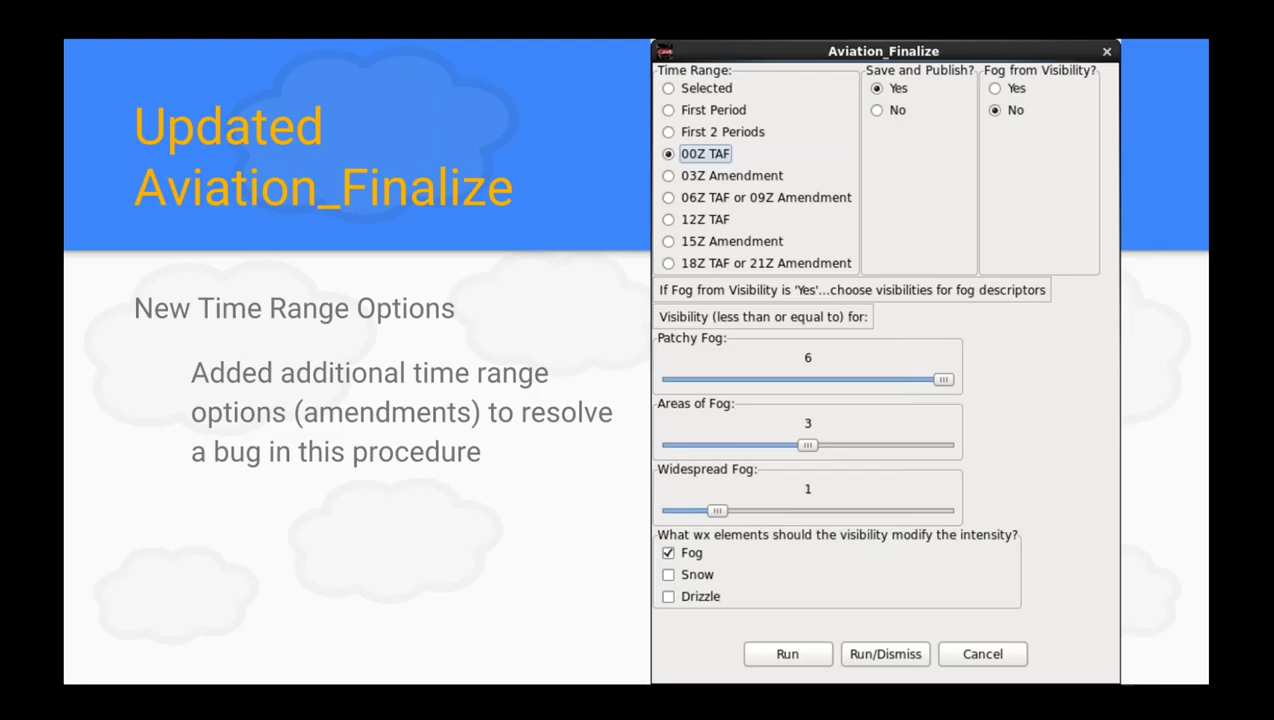 Updated
Aviation_Finalize
New Time Range Options
Added additional time range
options (amendments) to resolve
a bug in this procedure
Aviation_Finalize
Time Range:
Selected
First Period
First 2 Periods
00Z TAF
03Z Amendment
06Z TAF or 09Z Amendment
12Z TAF
15Z Amendment
18Z TAF or 21Z Amendment
Save and Publish?
Yes
No
Fog from Visibility?
Yes
No
If Fog from Visibility is 'Yes'...choose visibilities for fog descriptors
Visibility (less than or equal to) for:
Patchy Fog:
6
Areas of Fog:
3
Widespread Fog:
1
What wx elements should the visibility modify the intensity?
Fog
Snow
Drizzle
Run Run/Dismiss Cancel